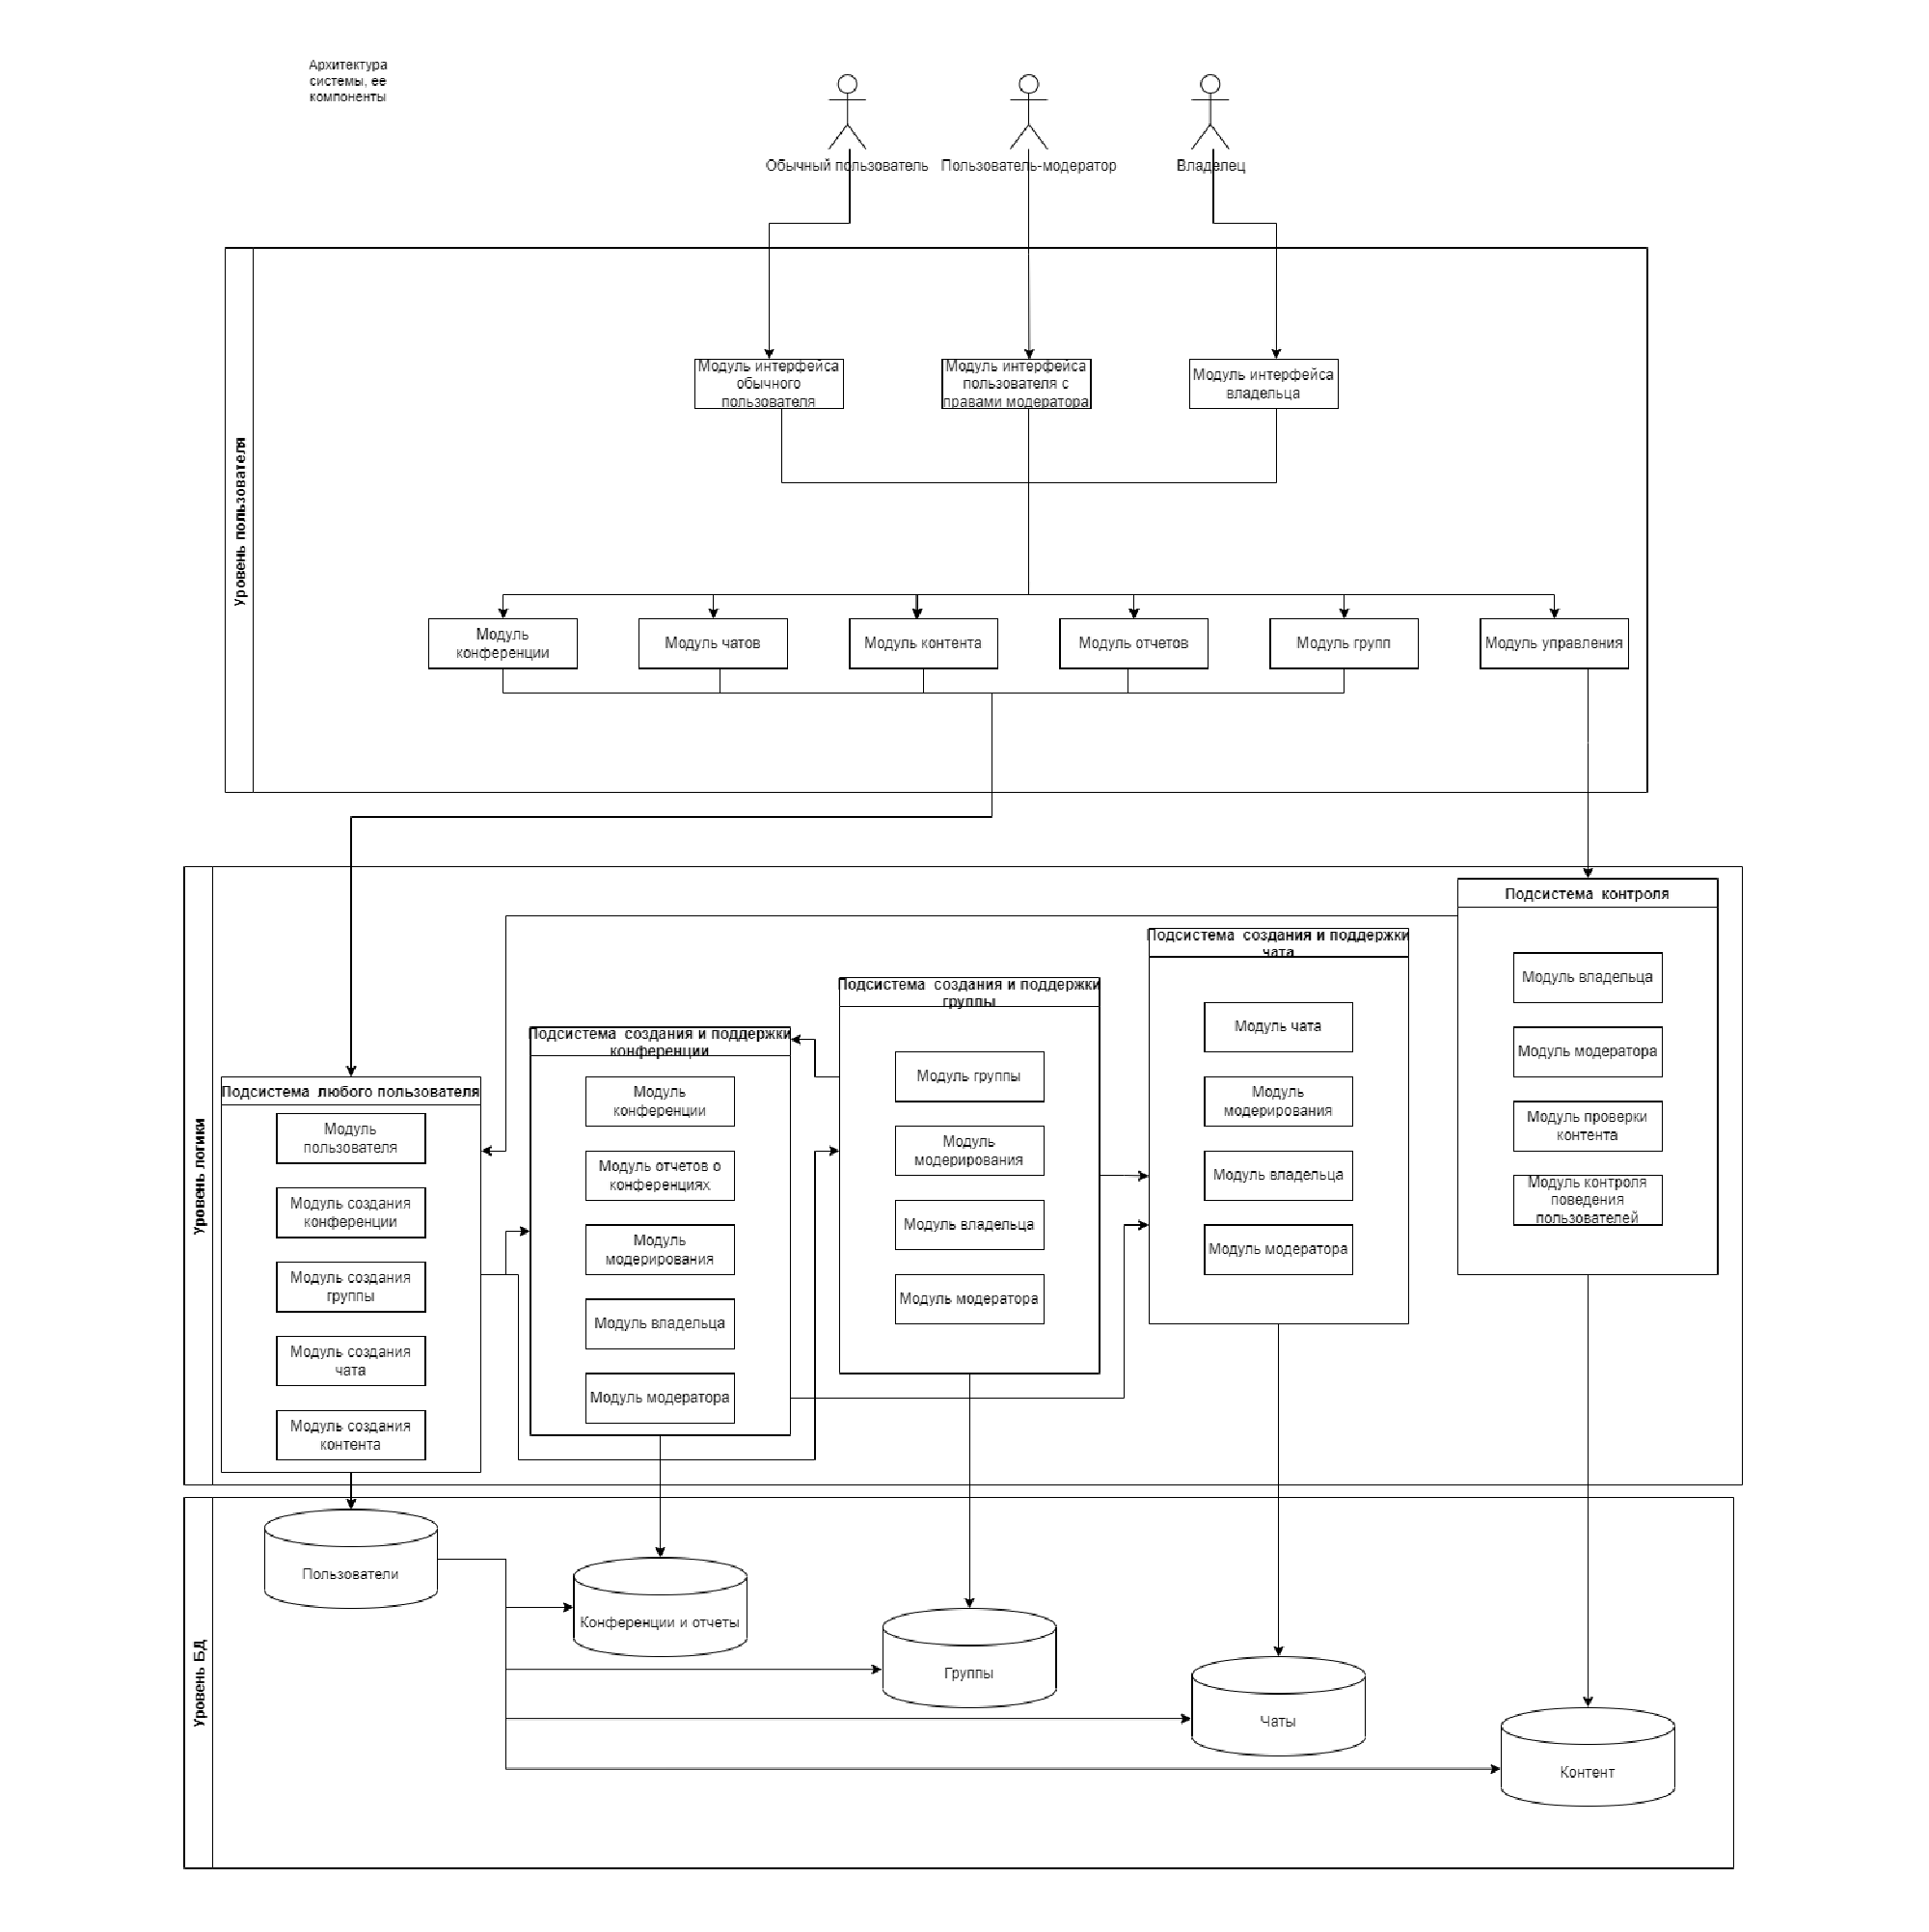 Архитектура
системы, ее
компоненты
Обычный пользователь
Пользователь-модератор
Владелец
Уровень пользователя
Модуль интерфейса
обычного
пользователя
Модуль интерфейса
пользователя с
правами модератора
Модуль интерфейса
владельца
Модуль
конференции
Модуль чатов
Модуль контента
Модуль отчетов
Модуль групп
Модуль управления
Уровень логики
Подсистема любого пользователя
Модуль
пользователя
Модуль создания
конференции
Модуль создания
группы
Модуль создания
чата
Модуль создания
контента
Подсистема создания и поддержки
конференции
Модуль
конференции
Модуль отчетов о
конференциях
Модуль
модерирования
Модуль владельца
Модуль модератора
Подсистема создания и поддержки
группы
Модуль группы
Модуль
модерирования
Модуль владельца
Модуль модератора
Подсистема создания и поддержки
чата
Модуль чата
Модуль
модерирования
Модуль владельца
Модуль модератора
Подсистема контроля
Модуль владельца
Модуль модератора
Модуль проверки
контента
Модуль контроля
поведения
пользователей
Уровень БД
Пользователи
Конференции и отчеты
Группы
Чаты
Контент